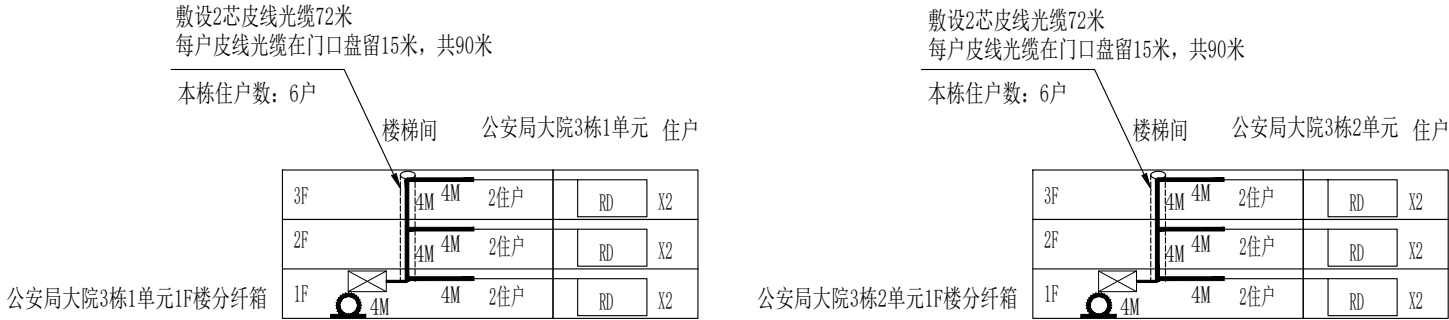 敷设2芯皮线光缆72米
每户皮线光缆在门口盘留15米，共90米
本栋住户数：6户
楼梯间 公安局大院3栋1单元 住户
3F 4M 4M 2住户 RD X2
2F 4M 4M 2住户 RD X2
公安局大院3栋1单元1F楼分纤箱 1F 4M 4M 2住户 RD X2
敷设2芯皮线光缆72米
每户皮线光缆在门口盘留15米，共90米
本栋住户数：6户
楼梯间 公安局大院3栋2单元 住户
3F 4M 4M 2住户 RD X2
2F 4M 4M 2住户 RD X2
公安局大院3栋2单元1F楼分纤箱 1F 4M 4M 2住户 RD X2